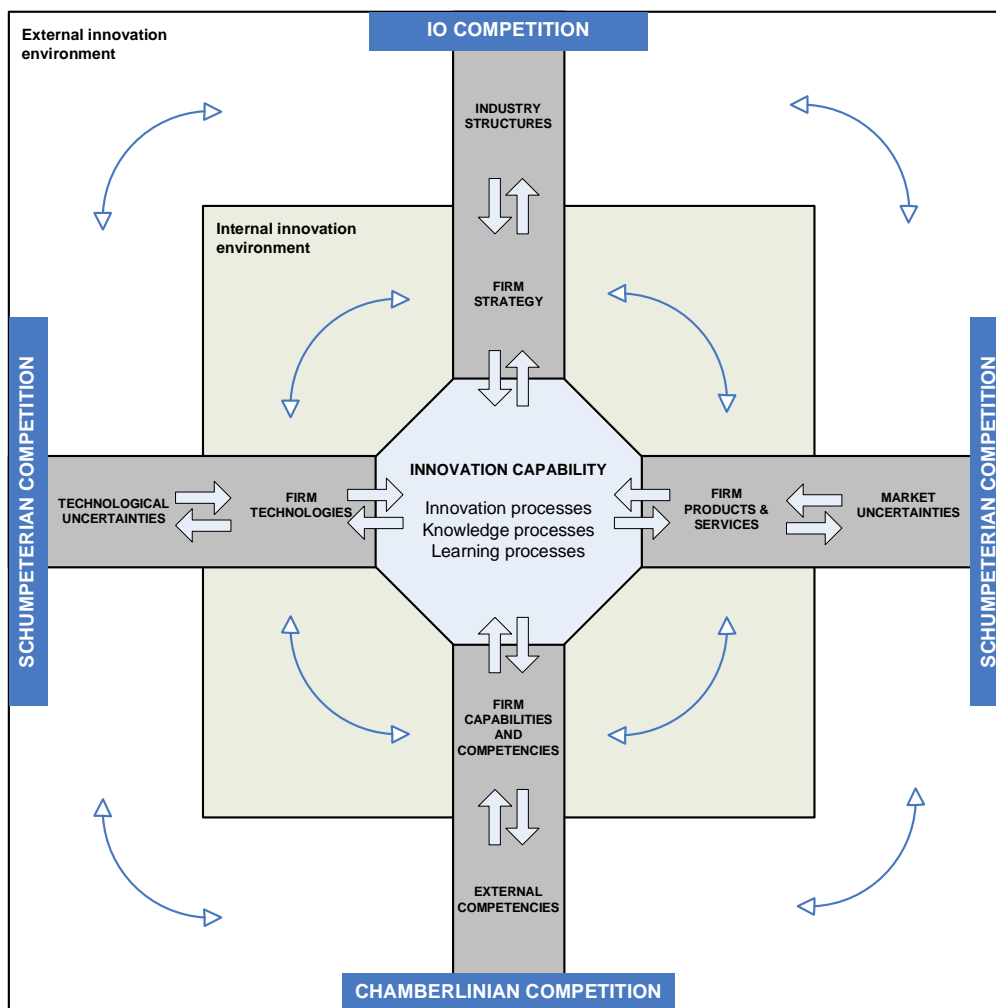 External innovation
environment
IO COMPETITION
INDUSTRY
STRUCTURES
Internal innovation
environment
FIRM
STRATEGY
SCHUMPETERIAN COMPETITION
TECHNOLOGICAL
UNCERTAINTIES
FIRM
TECHNOLOGIES
INNOVATION CAPABILITY
Innovation processes
Knowledge processes
Learning processes
FIRM
PRODUCTS &
SERVICES
MARKET
UNCERTAINTIES
SCHUMPETERIAN COMPETITION
FIRM
CAPABILITIES
AND
COMPETENCIES
EXTERNAL
COMPETENCIES
CHAMBERLINIAN COMPETITION